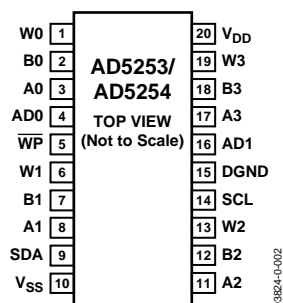 W0 1 20 VDD
B0 2 19 W3
A0 3 18 B3
AD0 4 17 A3
WP 5 16 AD1
W1 6 15 DGND
B1 7 14 SCL
A1 8 13 W2
SDA 9 12 B2
VSS 10 11 A2
AD5253/
AD5254
TOP VIEW
(Not to Scale)
03824-0-002